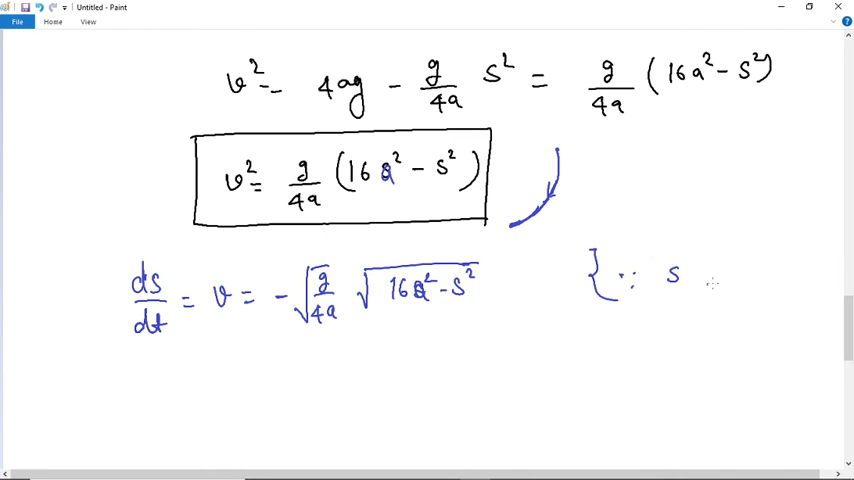 Untitled - Paint
File Home View
v² = 4ag - g/4a s² = g/4a (16a² - s²)
v² = g/4a (16a² - s²)
ds/dt = v = -√(g/4a) √(16a² - s²) {∵ s